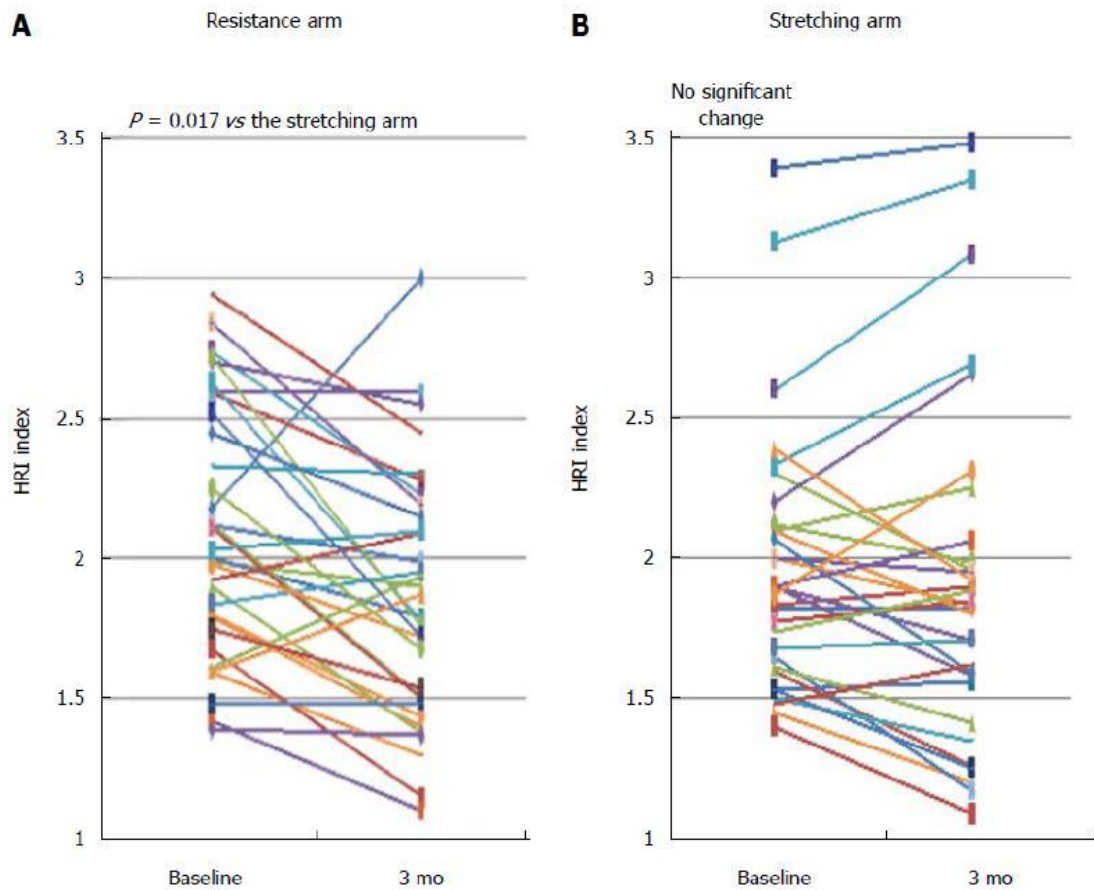 A
Resistance arm
P = 0.017 vs the stretching arm
3.5
3
2.5
2
1.5
1
HRI index
Baseline
3 mo
B
Stretching arm
No significant
change
3.5
3
2.5
2
1.5
1
HRI index
Baseline
3 mo